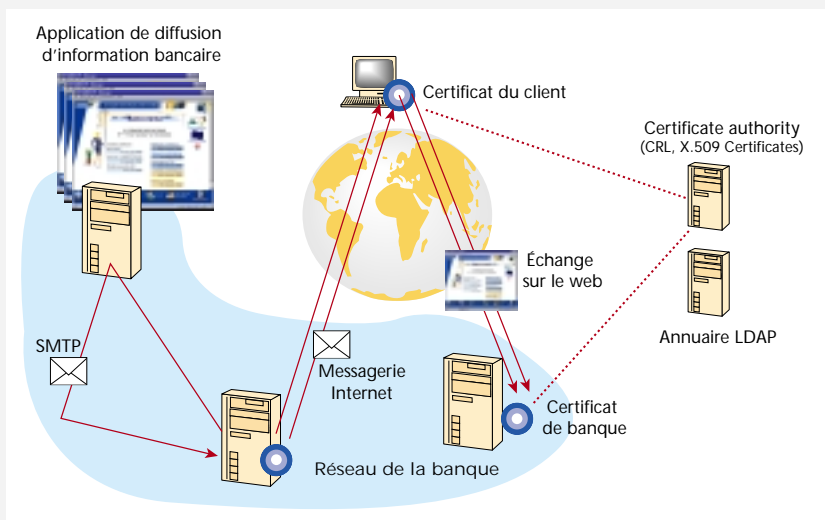 Application de diffusion
d'information bancaire
Certificat du client
Certificate authority
(CRL, X.509 Certificates)
Échange
sur le web
Annuaire LDAP
SMTP
Messagerie
Internet
Certificat
de banque
Réseau de la banque